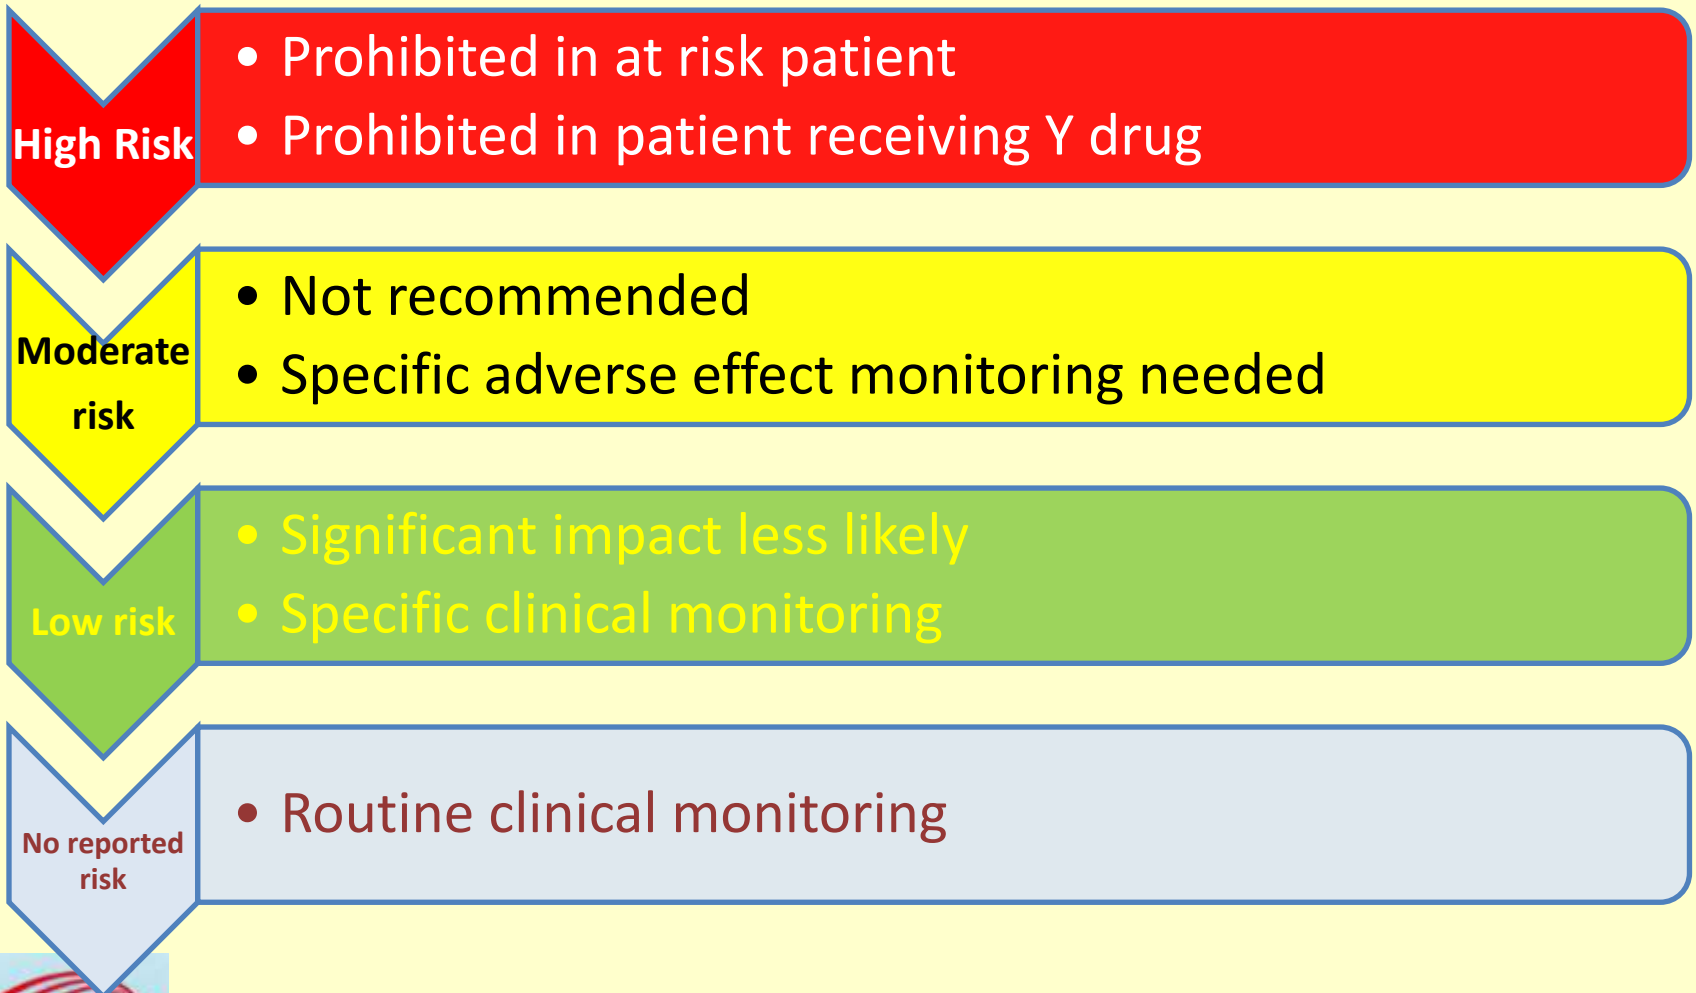 High Risk
• Prohibited in at risk patient
• Prohibited in patient receiving Y drug
Moderate
risk
• Not recommended
• Specific adverse effect monitoring needed
Low risk
• Significant impact less likely
• Specific clinical monitoring
No reported
risk
• Routine clinical monitoring